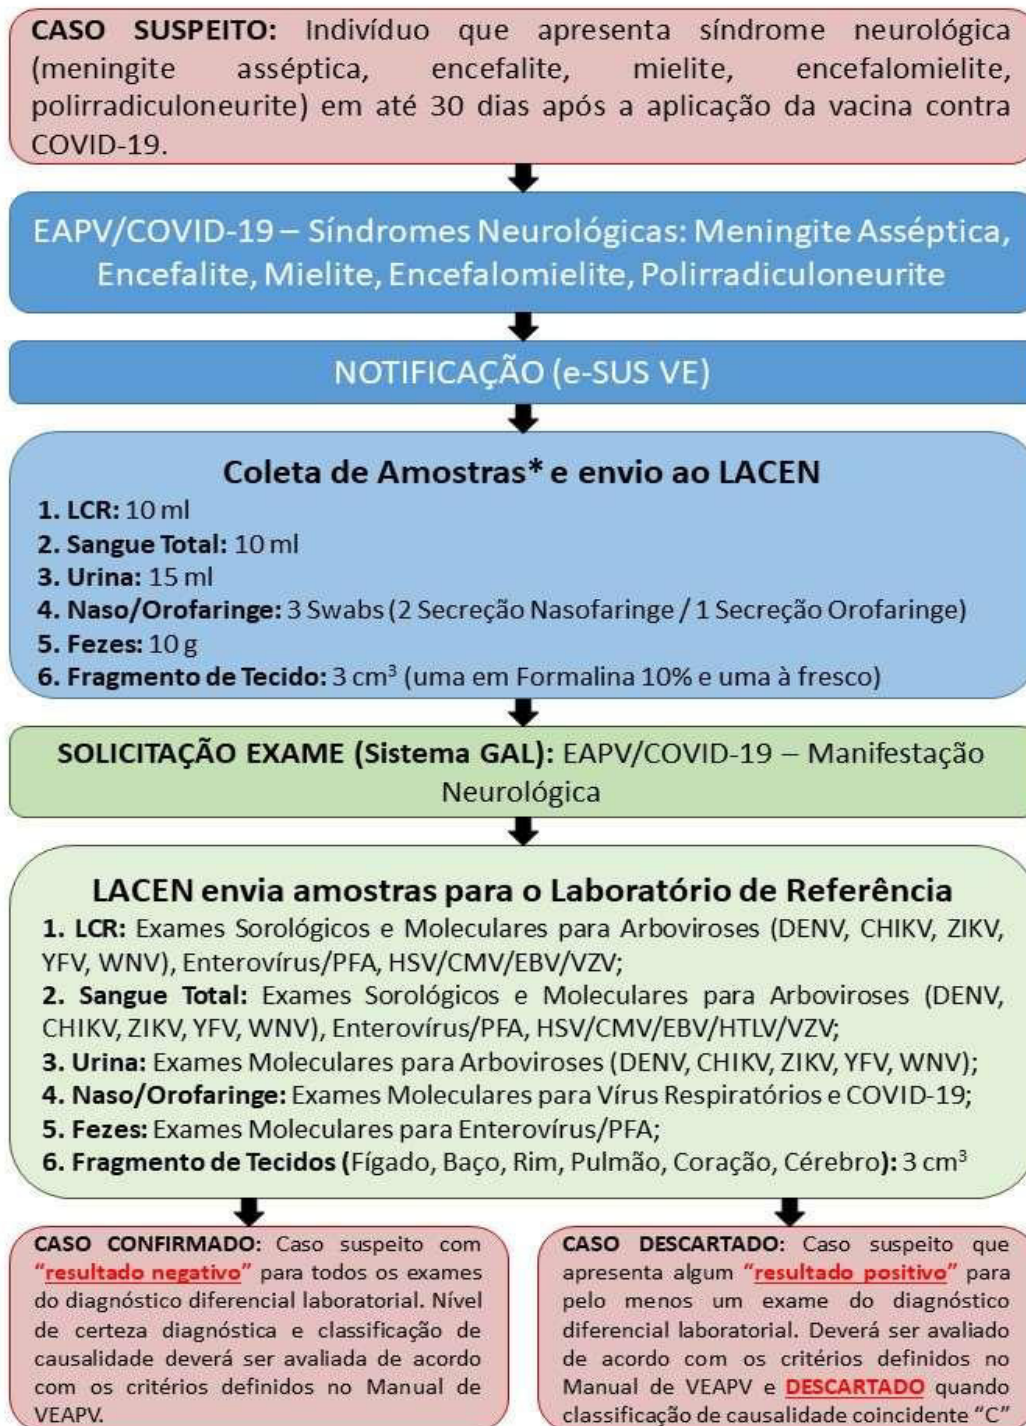 CASO SUSPEITO: Indivíduo que apresenta síndrome neurológica
(meningite asséptica, encefalite, mielite, encefalomielite,
polirradiculoneurite) em até 30 dias após a aplicação da vacina contra
COVID-19.
EAPV/COVID-19 – Síndromes Neurológicas: Meningite Asséptica,
Encefalite, Mielite, Encefalomielite, Polirradiculoneurite
NOTIFICAÇÃO (e-SUS VE)
Coleta de Amostras* e envio ao LACEN
1. LCR: 10 ml
2. Sangue Total: 10 ml
3. Urina: 15 ml
4. Naso/Orofaringe: 3 Swabs (2 Secreção Nasofaringe / 1 Secreção Orofaringe)
5. Fezes: 10 g
6. Fragmento de Tecido: 3 cm³ (uma em Formalina 10% e uma à fresco)
SOLICITAÇÃO EXAME (Sistema GAL): EAPV/COVID-19 – Manifestação
Neurológica
LACEN envia amostras para o Laboratório de Referência
1. LCR: Exames Sorológicos e Moleculares para Arboviroses (DENV, CHIKV, ZIKV,
YFV, WNV), Enterovírus/PFA, HSV/CMV/EBV/VZV;
2. Sangue Total: Exames Sorológicos e Moleculares para Arboviroses (DENV,
CHIKV, ZIKV, YFV, WNV), Enterovírus/PFA, HSV/CMV/EBV/HTLV/VZV;
3. Urina: Exames Moleculares para Arboviroses (DENV, CHIKV, ZIKV, YFV, WNV);
4. Naso/Orofaringe: Exames Moleculares para Vírus Respiratórios e COVID-19;
5. Fezes: Exames Moleculares para Enterovírus/PFA;
6. Fragmento de Tecidos (Fígado, Baço, Rim, Pulmão, Coração, Cérebro): 3 cm³
CASO CONFIRMADO: Caso suspeito com
“resultado negativo” para todos os exames
do diagnóstico diferencial laboratorial. Nível
de certeza diagnóstica e classificação de
causalidade deverá ser avaliada de acordo
com os critérios definidos no Manual de
VEAPV.
CASO DESCARTADO: Caso suspeito que
apresenta algum “resultado positivo” para
pelo menos um exame do diagnóstico
diferencial laboratorial. Deverá ser avaliado
de acordo com os critérios definidos no
Manual de VEAPV e DESCARTADO quando
classificação de causalidade coincidente “C”